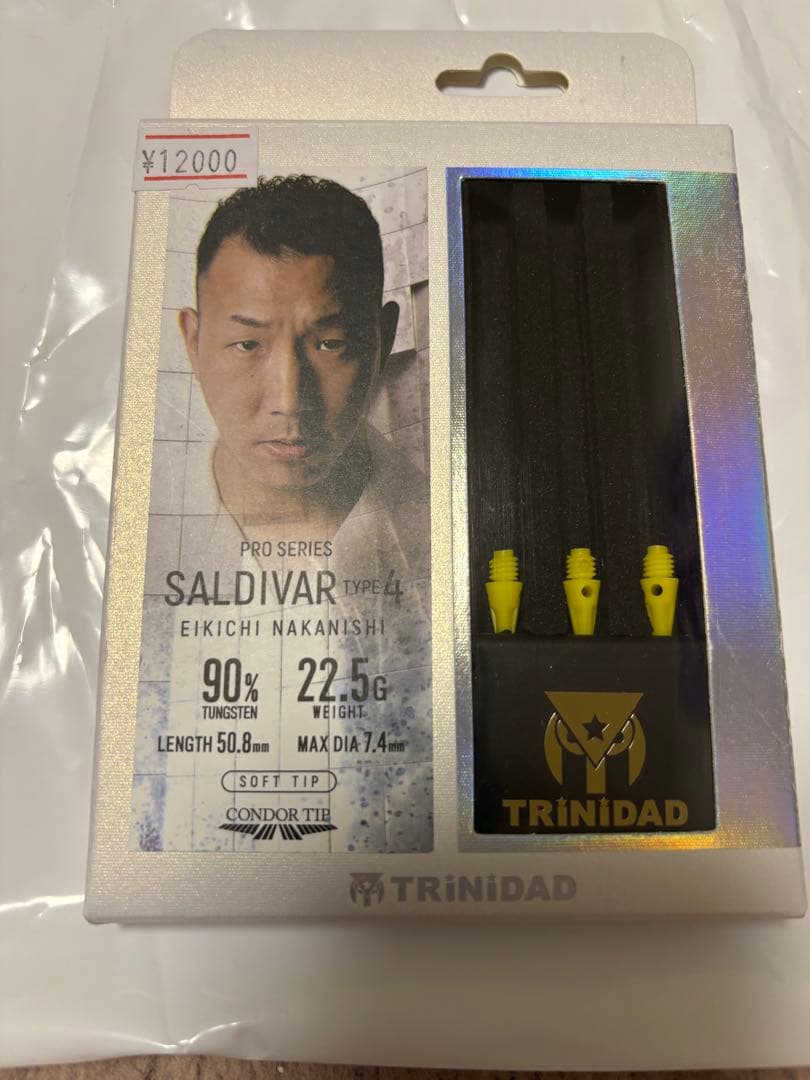 ¥12000
PRO SERIES
SALDIVAR TYPE 4
EIKICHI NAKANISHI
90% 22.5G
TUNGSTEN WEIGHT
LENGTH 50.8mm MAX DIA 7.4mm
SOFT TIP
CONDOR TIP
TRiNiDAD
TRiNiDAD